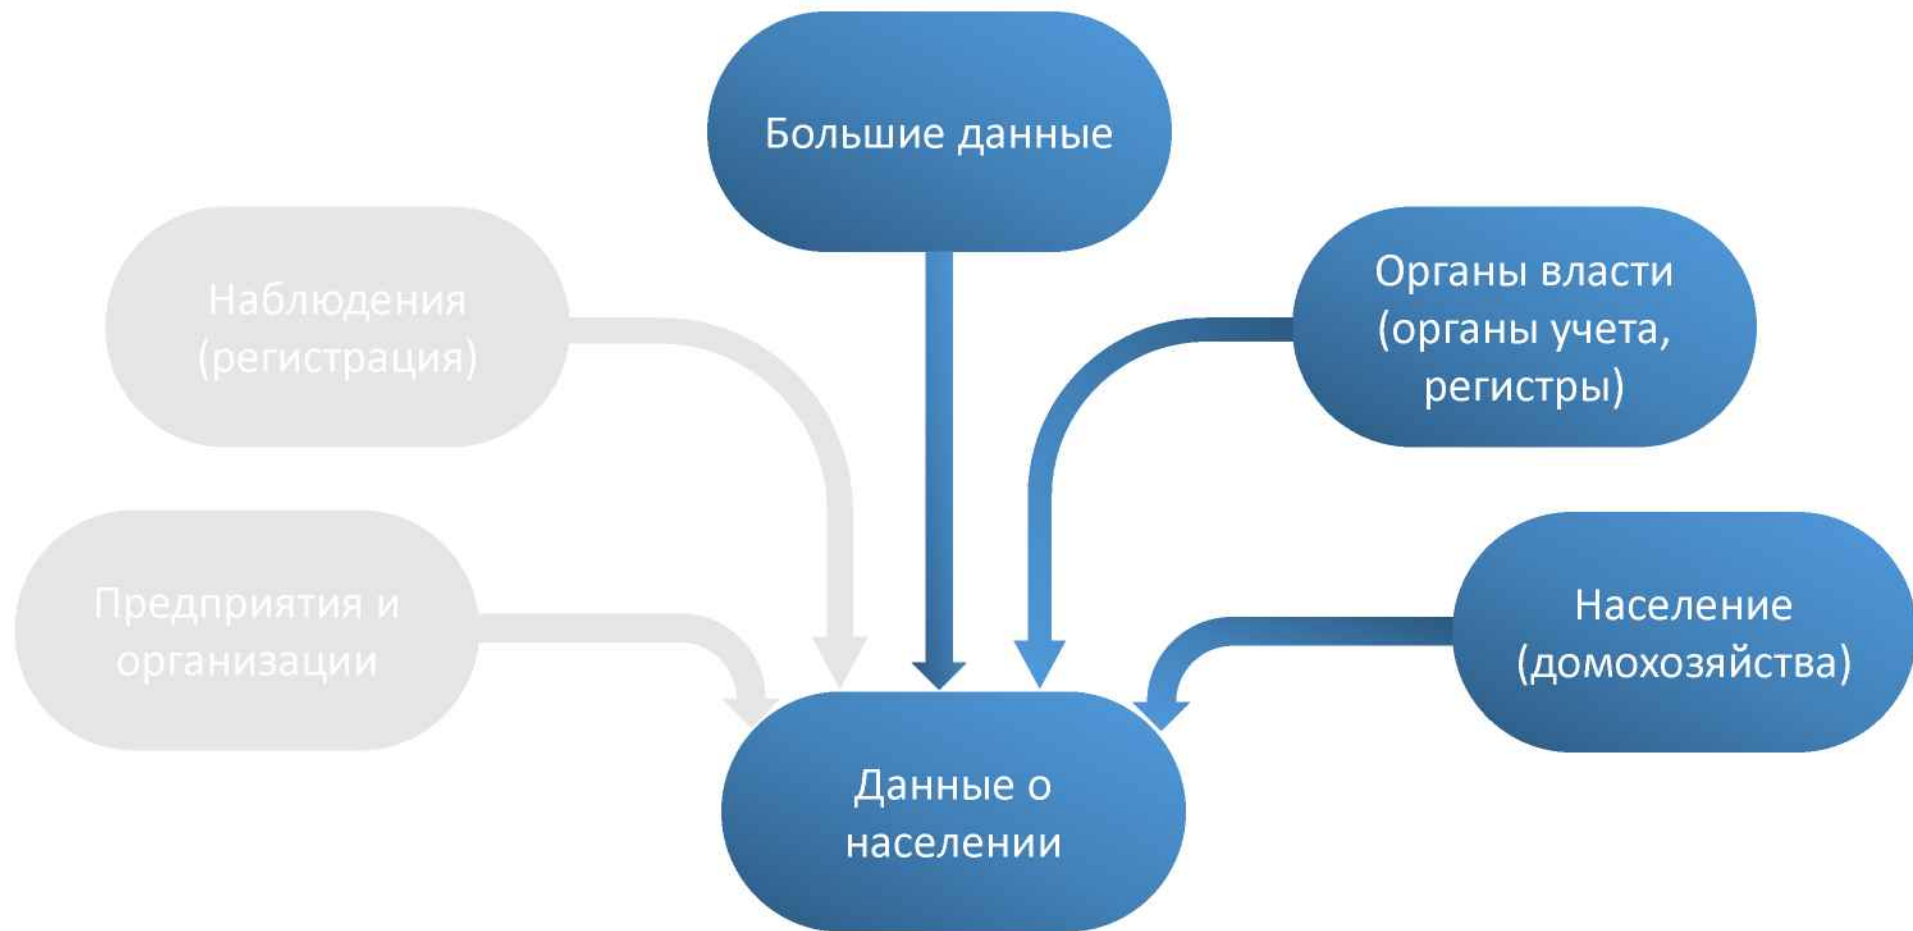 Большие данные
Наблюдения
(регистрация)
Органы власти
(органы учета,
регистры)
Предприятия и
организации
Население
(домохозяйства)
Данные о
населении